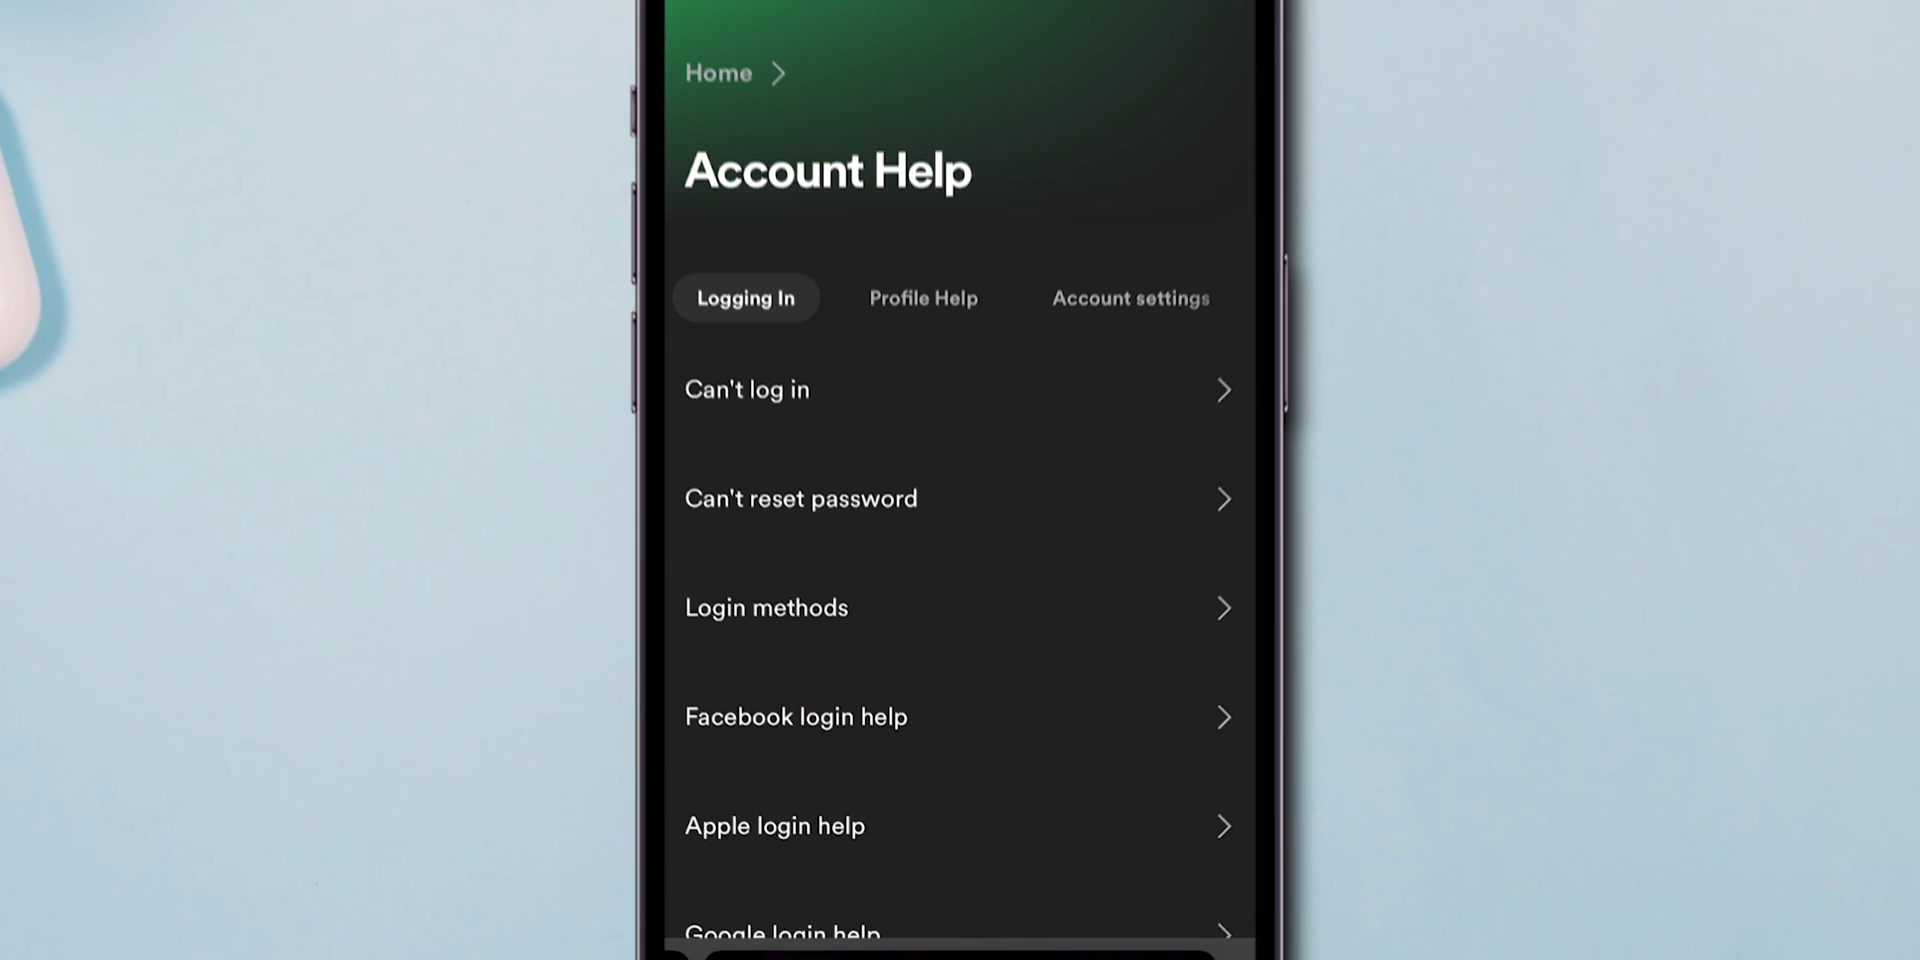 Home
Account Help
Logging In Profile Help Account settings
Can't log in
Can't reset password
Login methods
Facebook login help
Apple login help
Google login help